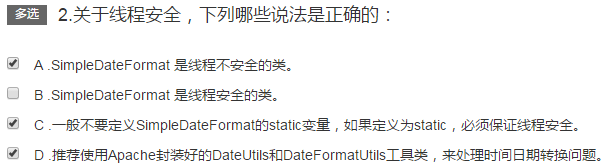 多选 2.关于线程安全，下列哪些说法是正确的：
A .SimpleDateFormat 是线程不安全的类。
B .SimpleDateFormat 是线程安全的类。
C .一般不要定义SimpleDateFormat的static变量，如果定义为static，必须保证线程安全。
D .推荐使用Apache封装好的DateUtils和DateFormatUtils工具类，来处理时间日期转换问题。